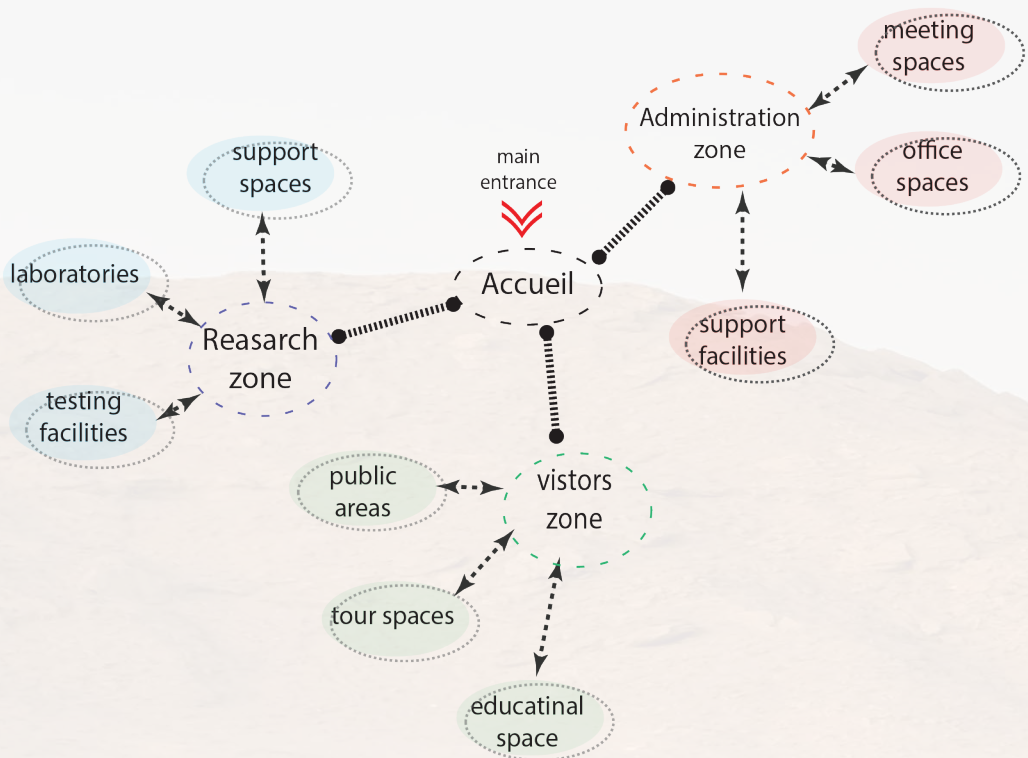 meeting
spaces
Administration
zone
office
spaces
support
spaces
main
entrance
laboratories
Accueil
support
facilities
Reasarch
zone
testing
facilities
public
areas
vistors
zone
tour spaces
educatinal
space